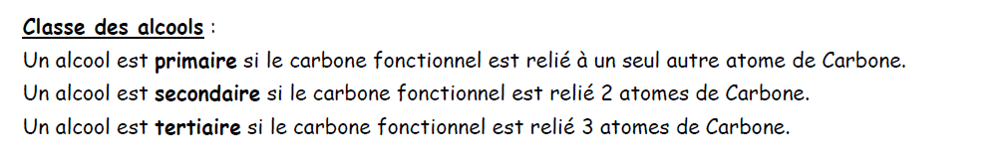 Classe des alcools :
Un alcool est primaire si le carbone fonctionnel est relié à un seul autre atome de Carbone.
Un alcool est secondaire si le carbone fonctionnel est relié 2 atomes de Carbone.
Un alcool est tertiaire si le carbone fonctionnel est relié 3 atomes de Carbone.